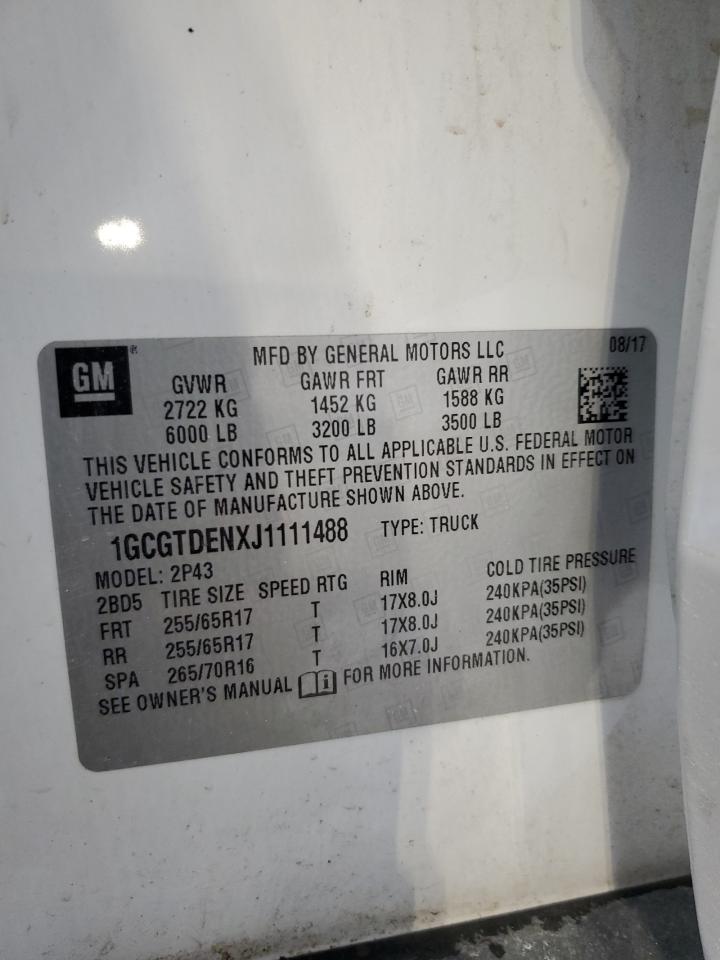 GM ®
MFD BY GENERAL MOTORS LLC 08/17
GVWR GAWR FRT GAWR RR
2722 KG 1452 KG 1588 KG
6000 LB 3200 LB 3500 LB
THIS VEHICLE CONFORMS TO ALL APPLICABLE U.S. FEDERAL MOTOR
VEHICLE SAFETY AND THEFT PREVENTION STANDARDS IN EFFECT ON
THE DATE OF MANUFACTURE SHOWN ABOVE.
1GCGTDENXJ1111488 TYPE: TRUCK
MODEL: 2P43
2BD5 TIRE SIZE SPEED RTG RIM COLD TIRE PRESSURE
FRT 255/65R17 T 17X8.0J 240KPA(35PSI)
RR 255/65R17 T 17X8.0J 240KPA(35PSI)
SPA 265/70R16 T 16X7.0J 240KPA(35PSI)
SEE OWNER'S MANUAL FOR MORE INFORMATION.